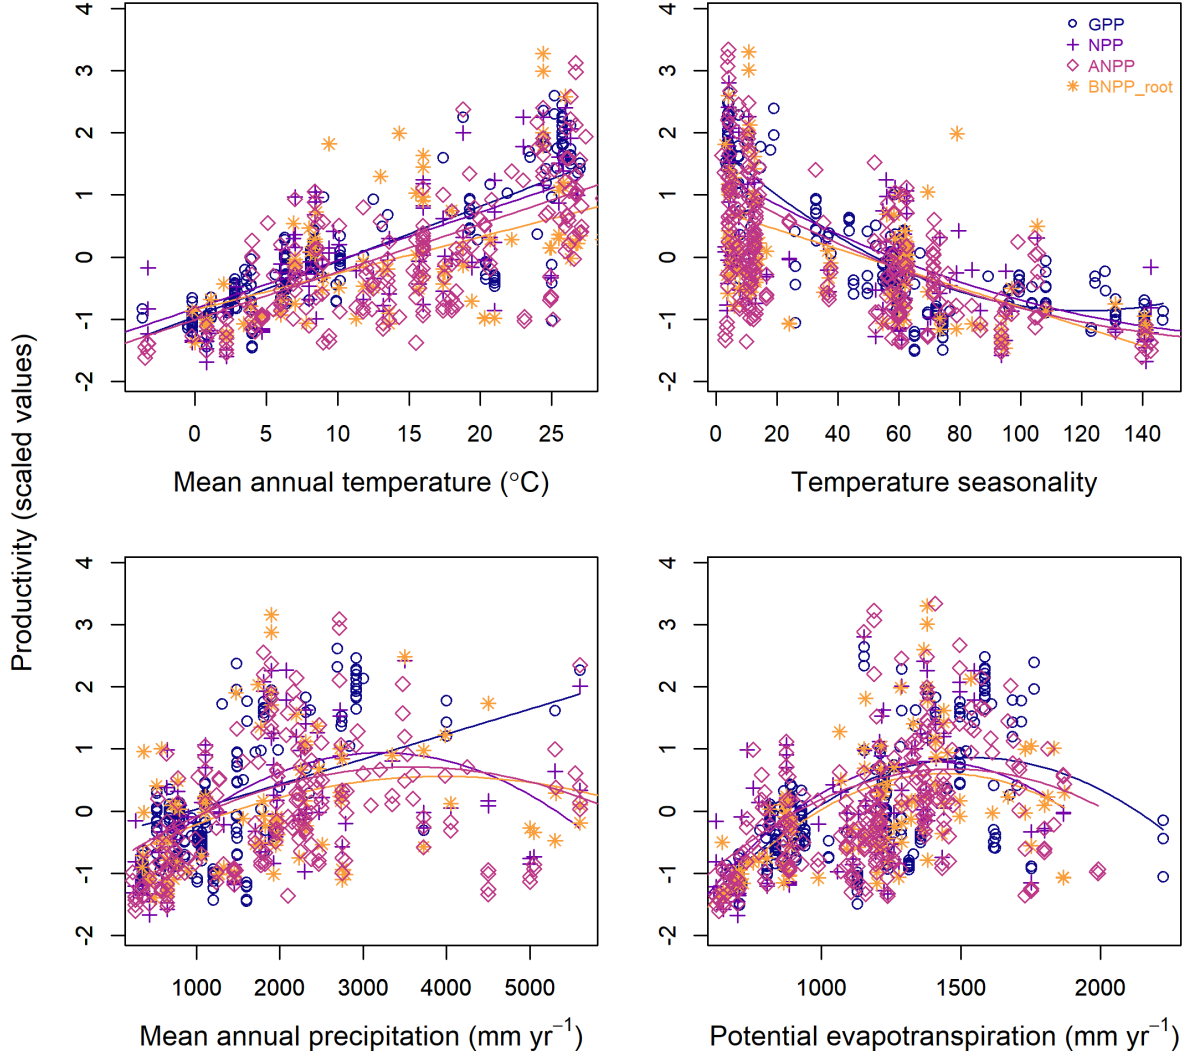 Productivity (scaled values)
4
3
2
1
0
-1
-2
0 5 10 15 20 25
Mean annual temperature (°C)
4
3
2
1
0
-1
-2
GPP
NPP
ANPP
BNPP_root
0 20 40 60 80 100 120 140
Temperature seasonality
4
3
2
1
0
-1
-2
1000 2000 3000 4000 5000
Mean annual precipitation (mm yr⁻¹)
4
3
2
1
0
-1
-2
1000 1500 2000
Potential evapotranspiration (mm yr⁻¹)